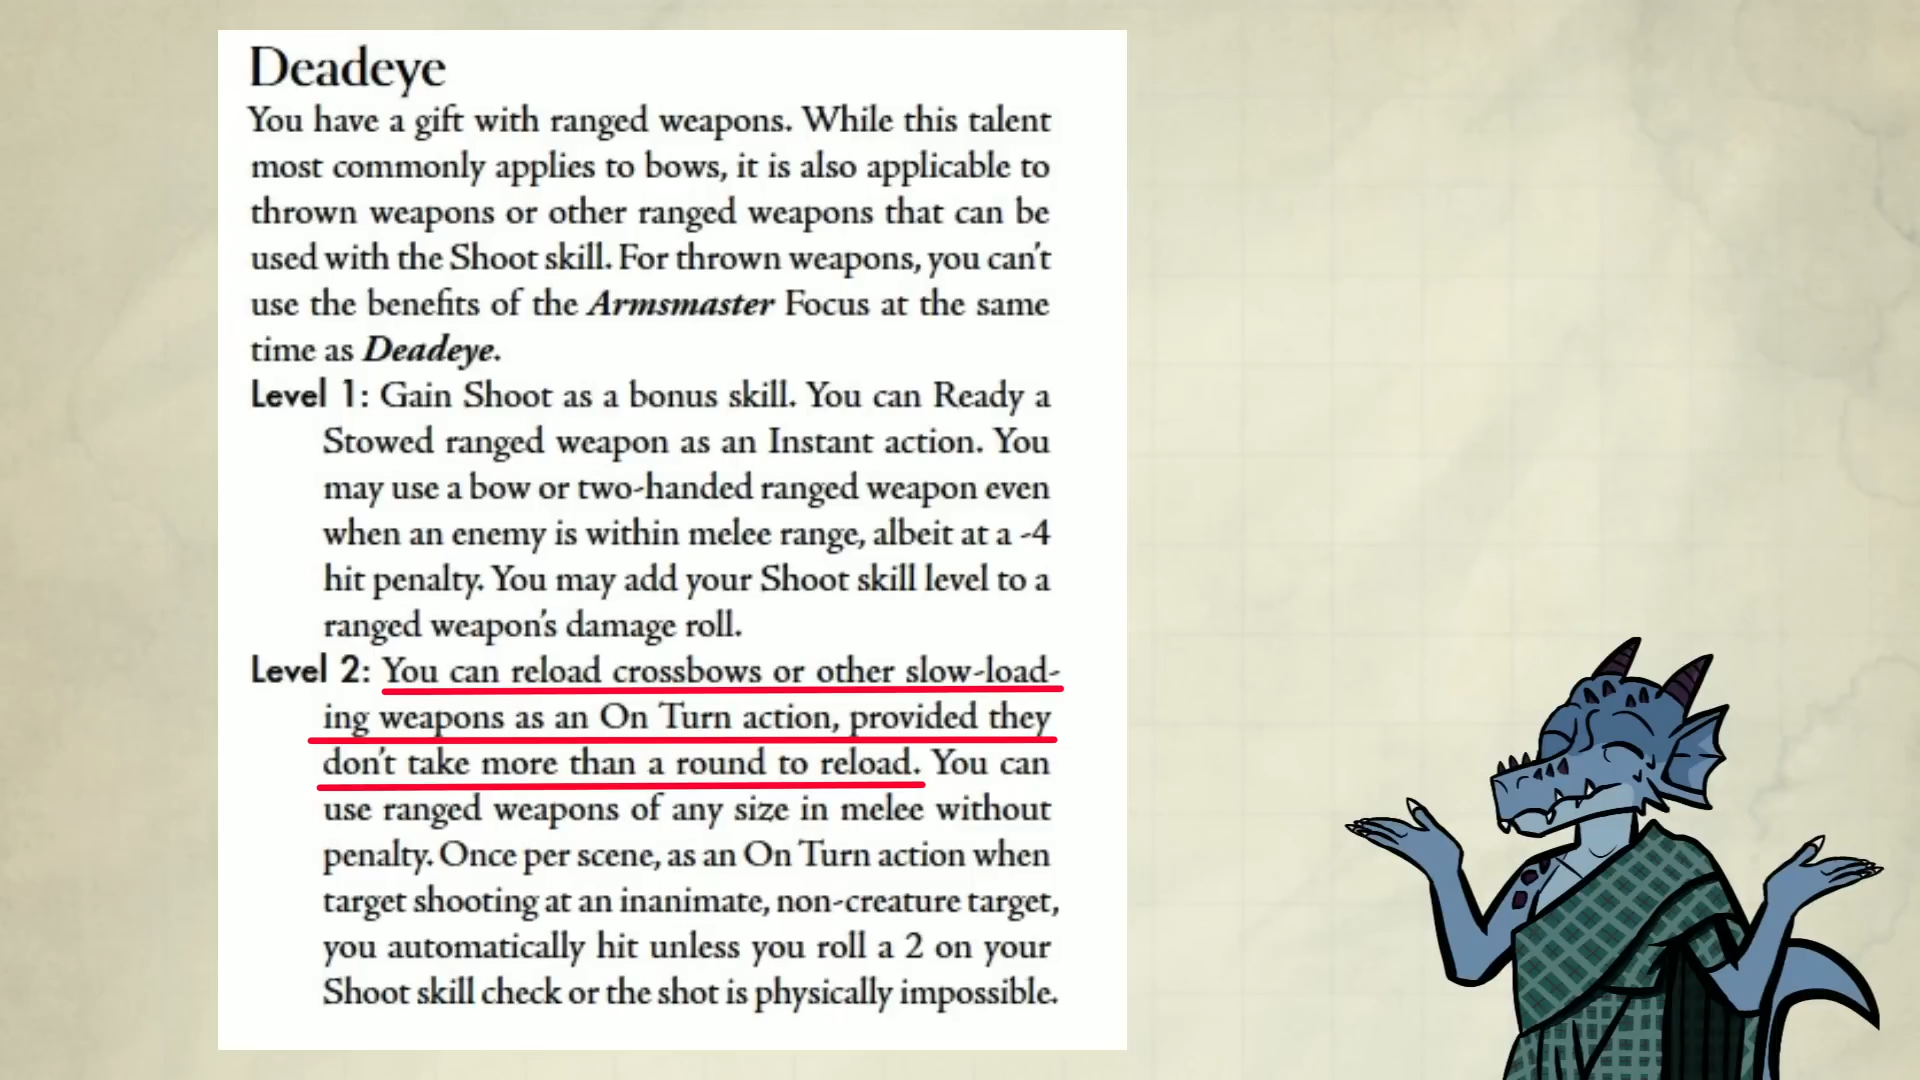 Deadeye
You have a gift with ranged weapons. While this talent
most commonly applies to bows, it is also applicable to
thrown weapons or other ranged weapons that can be
used with the Shoot skill. For thrown weapons, you can't
use the benefits of the Armsmaster Focus at the same
time as Deadeye.
Level 1: Gain Shoot as a bonus skill. You can Ready a
Stowed ranged weapon as an Instant action. You
may use a bow or two-handed ranged weapon even
when an enemy is within melee range, albeit at a -4
hit penalty. You may add your Shoot skill level to a
ranged weapon's damage roll.
Level 2: You can reload crossbows or other slow-load-
ing weapons as an On Turn action, provided they
don't take more than a round to reload. You can
use ranged weapons of any size in melee without
penalty. Once per scene, as an On Turn action when
target shooting at an inanimate, non-creature target,
you automatically hit unless you roll a 2 on your
Shoot skill check or the shot is physically impossible.